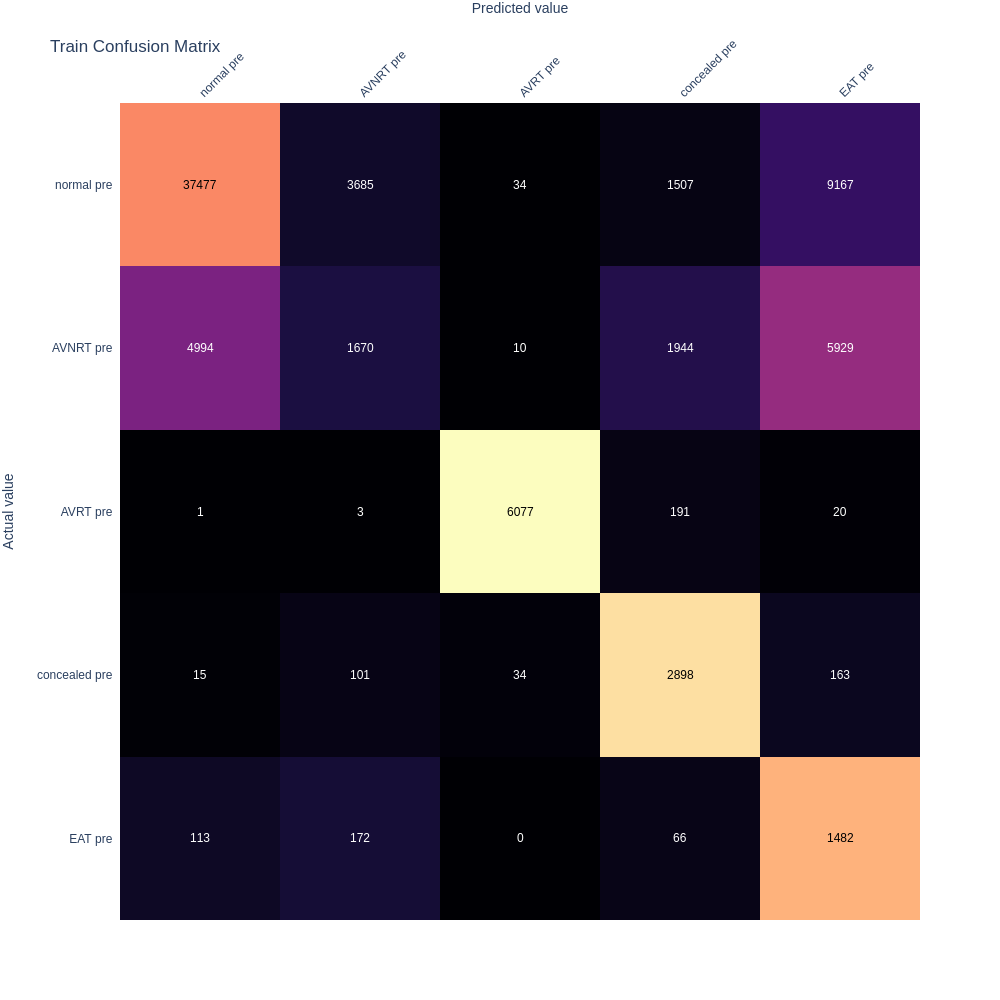 Predicted value
Train Confusion Matrix
normal pre
AVNRT pre
AVRT pre
concealed pre
EAT pre
normal pre 37477 3685 34 1507 9167
AVNRT pre 4994 1670 10 1944 5929
Actual value
AVRT pre 1 3 6077 191 20
concealed pre 15 101 34 2898 163
EAT pre 113 172 0 66 1482